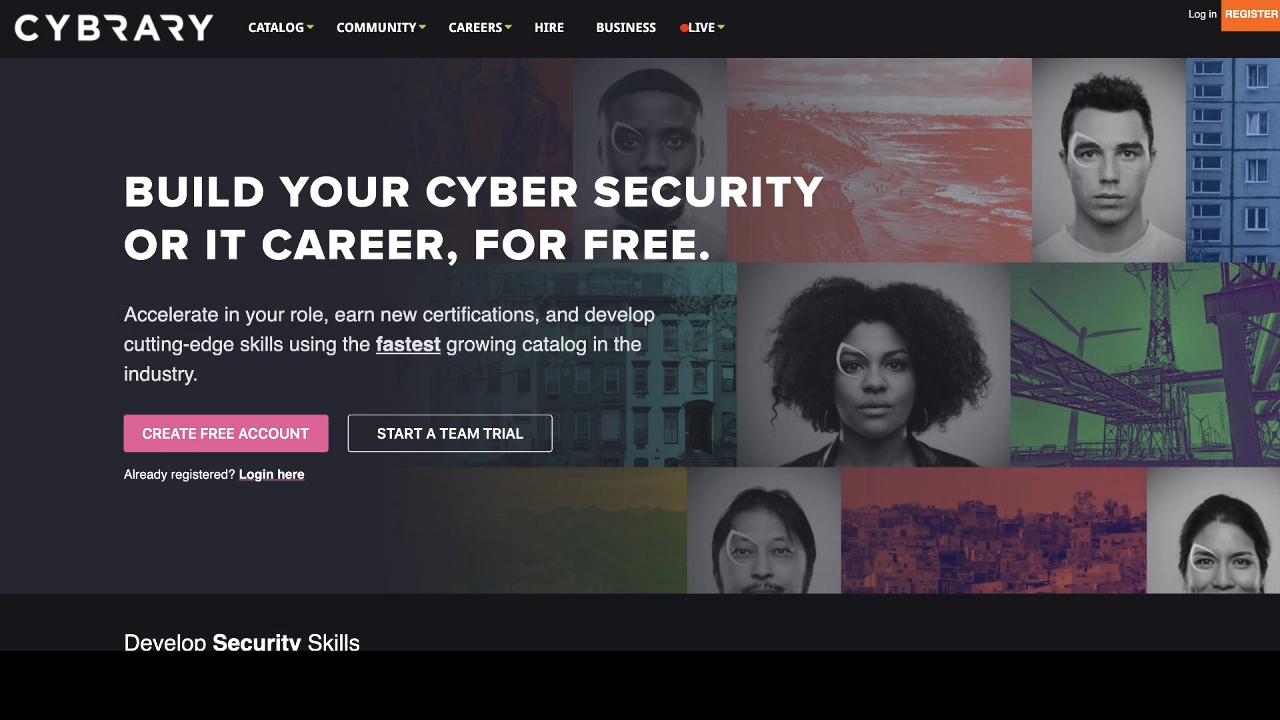 CYBRARY
CATALOG
COMMUNITY
CAREERS
HIRE
BUSINESS
LIVE
Log in
REGISTER
BUILD YOUR CYBER SECURITY
OR IT CAREER, FOR FREE.
Accelerate in your role, earn new certifications, and develop
cutting-edge skills using the fastest growing catalog in the
industry.
CREATE FREE ACCOUNT
START A TEAM TRIAL
Already registered? Login here
Develop Security Skills